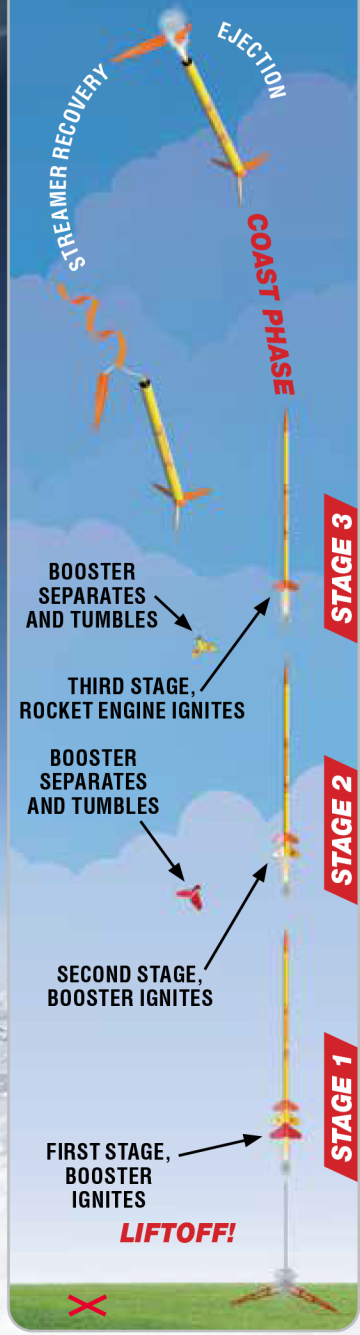 EJECTION
STREAMER RECOVERY
COAST PHASE
STAGE 3
BOOSTER
SEPARATES
AND TUMBLES
THIRD STAGE,
ROCKET ENGINE IGNITES
BOOSTER
SEPARATES
AND TUMBLES
STAGE 2
SECOND STAGE,
BOOSTER IGNITES
STAGE 1
FIRST STAGE,
BOOSTER
IGNITES
LIFTOFF!